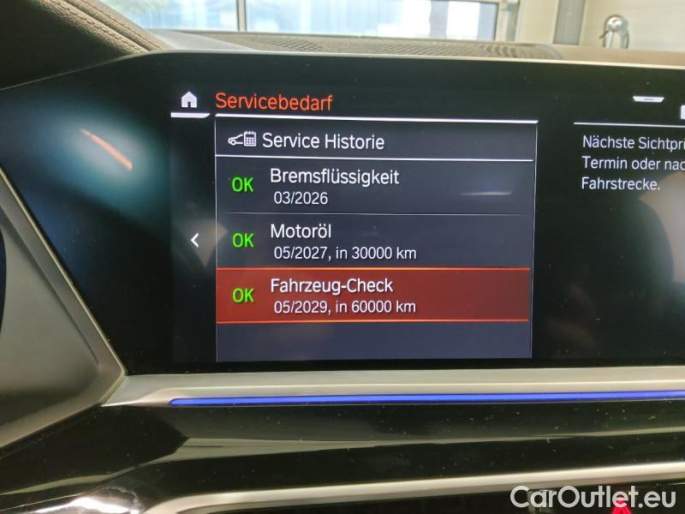 Servicebedarf
Service Historie
OK Bremsflüssigkeit
03/2026
OK Motoröl
05/2027, in 30000 km
OK Fahrzeug-Check
05/2029, in 60000 km
Nächste
Termin oder
Fahrstrecke.
CarOutlet.eu